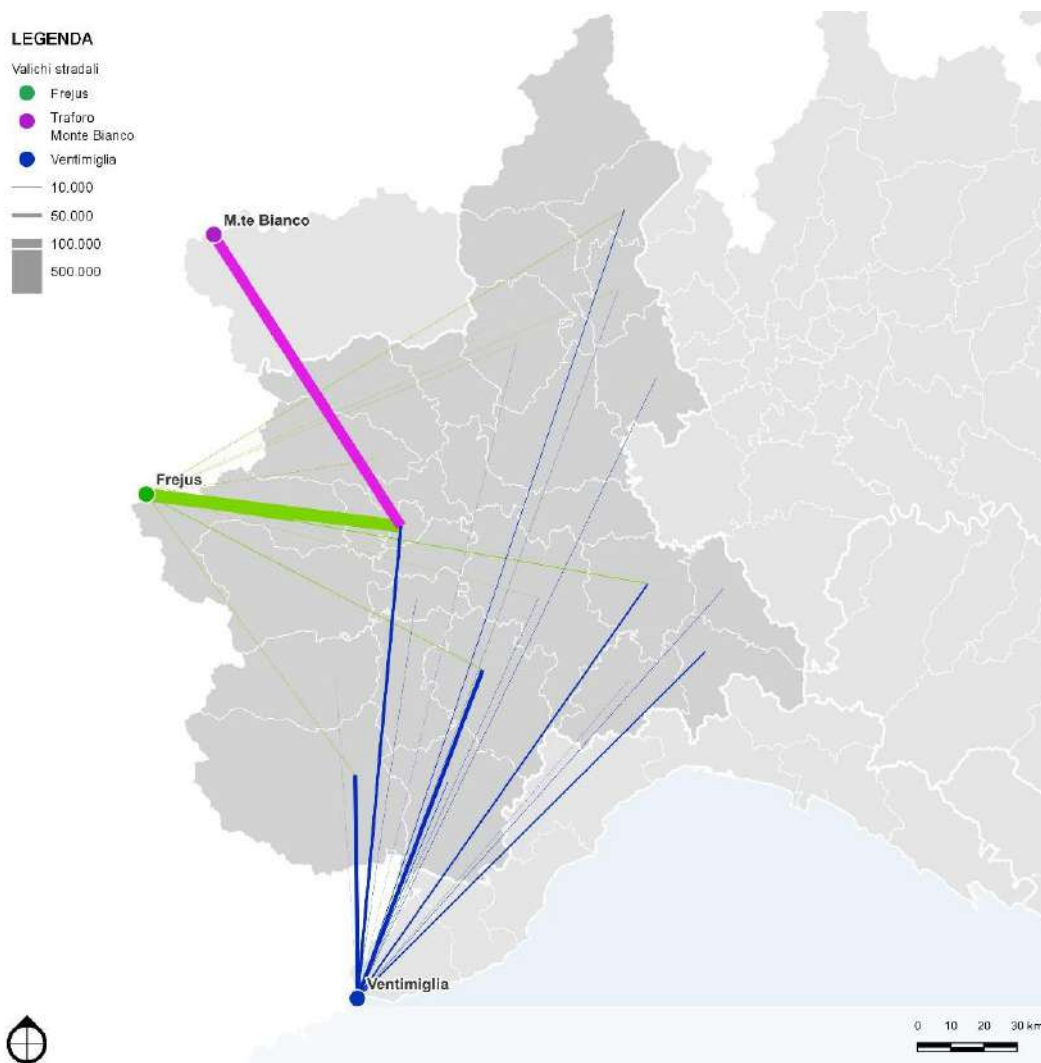 LEGENDA
Valichi stradali
Frejus
Traforo
Monte Bianco
Ventimiglia
10.000
50.000
100.000
500.000
M.te Bianco
Frejus
Ventimiglia
0 10 20 30 km